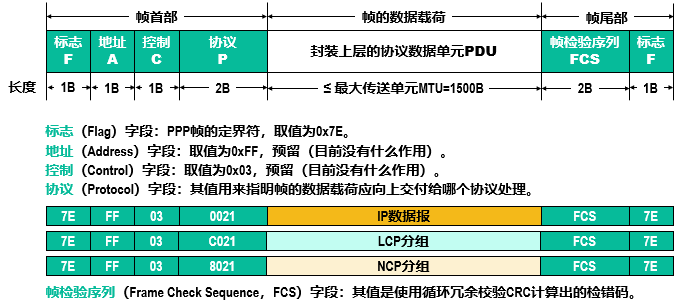 帧首部 帧的数据载荷 帧尾部
标志 地址 控制 协议 封装上层的协议数据单元PDU 帧检验序列 标志
F A C P FCS F
长度 1B 1B 1B 2B ≤ 最大传送单元MTU=1500B 2B 1B
标志（Flag）字段：PPP帧的定界符，取值为0x7E。
地址（Address）字段：取值为0xFF，预留（目前没有什么作用）。
控制（Control）字段：取值为0x03，预留（目前没有什么作用）。
协议（Protocol）字段：其值用来指明帧的数据载荷应向上交付给哪个协议处理。
7E FF 03 0021 IP数据报 FCS 7E
7E FF 03 C021 LCP分组 FCS 7E
7E FF 03 8021 NCP分组 FCS 7E
帧检验序列（Frame Check Sequence，FCS）字段：其值是使用循环冗余校验CRC计算出的检错码。